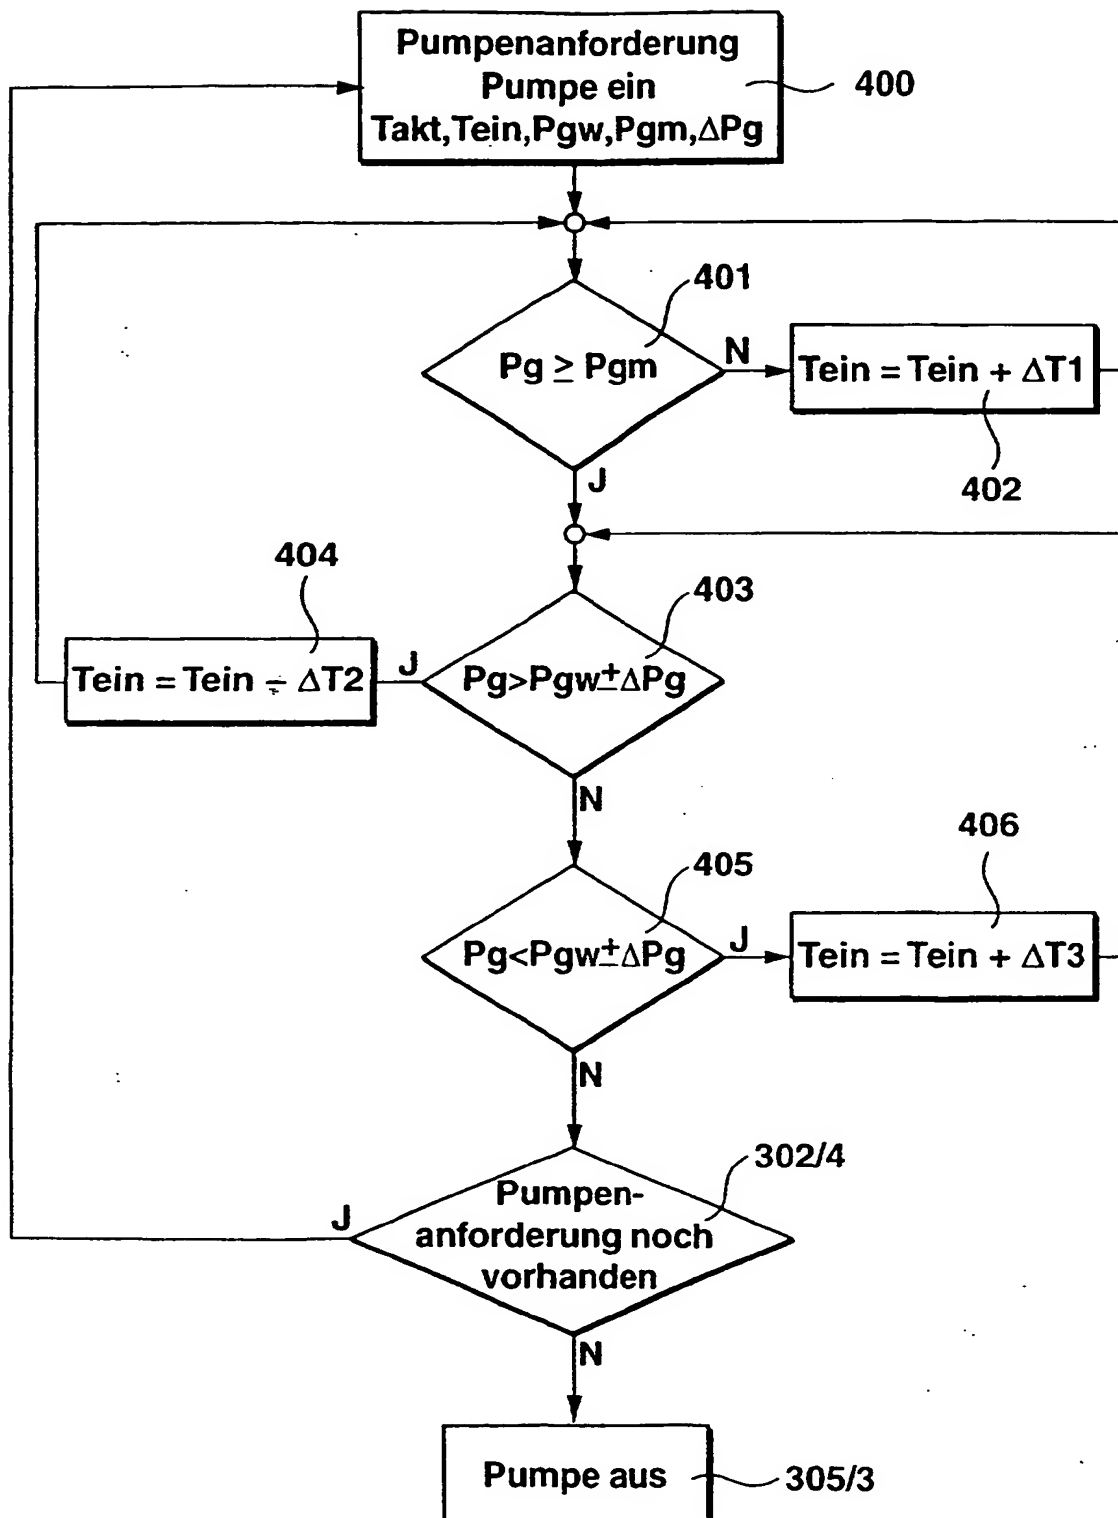 Pumpenanforderung
Pumpe ein
Takt,Tein,Pgw,Pgm,ΔPg
400
401
Pg ≥ Pgm
N
Tein = Tein + ΔT1
402
J
404
403
Tein = Tein − ΔT2
J
Pg>Pgw±ΔPg
N
406
405
Pg<Pgw±ΔPg
J
Tein = Tein + ΔT3
N
302/4
Pumpen-
anforderung noch
vorhanden
J
N
Pumpe aus
305/3